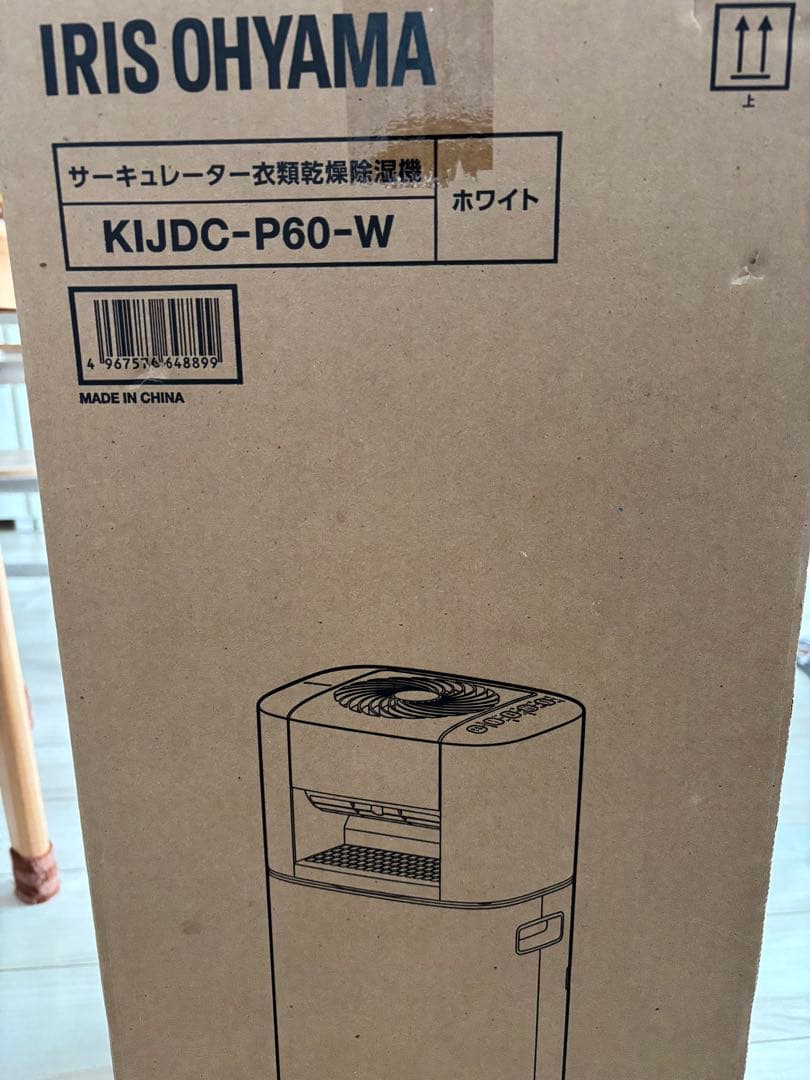 IRIS OHYAMA
上
サーキュレーター衣類乾燥除湿機
ホワイト
KIJDC-P60-W
4 967576 648899
MADE IN CHINA